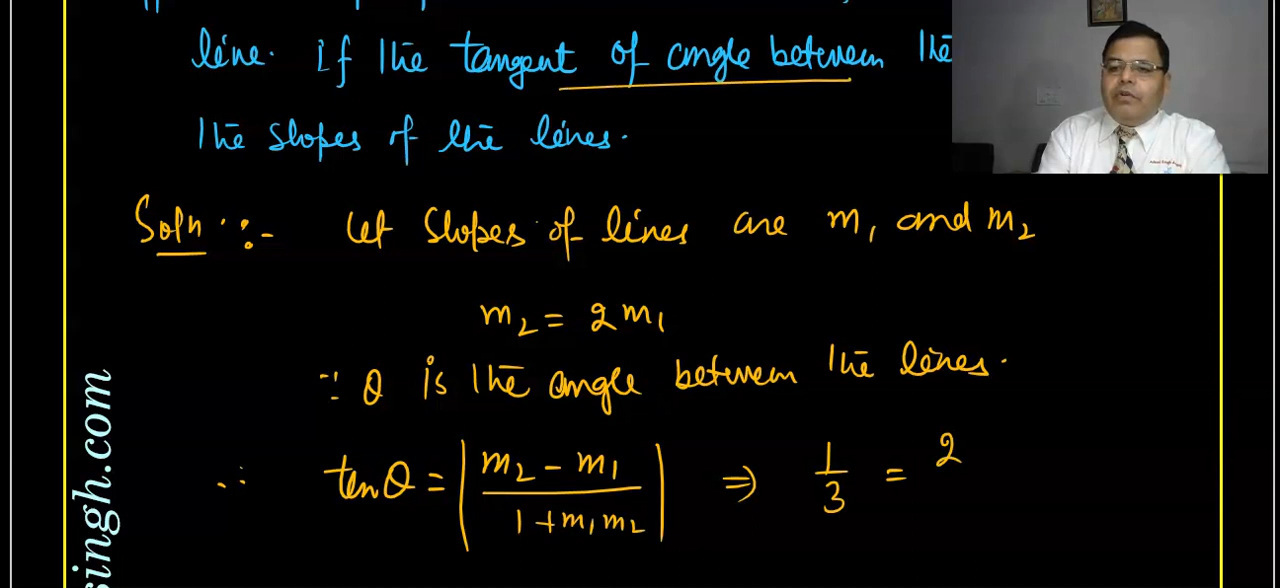 line. If the tangent of angle between the
the slopes of the lines.
Soln :- Let slopes of lines are m₁ and m₂
m₂ = 2m₁
∵ θ is the angle between the lines.
∴ tanθ = |(m₂ - m₁)/(1 + m₁m₂)| ⇒ 1/3 = 2
singh.com